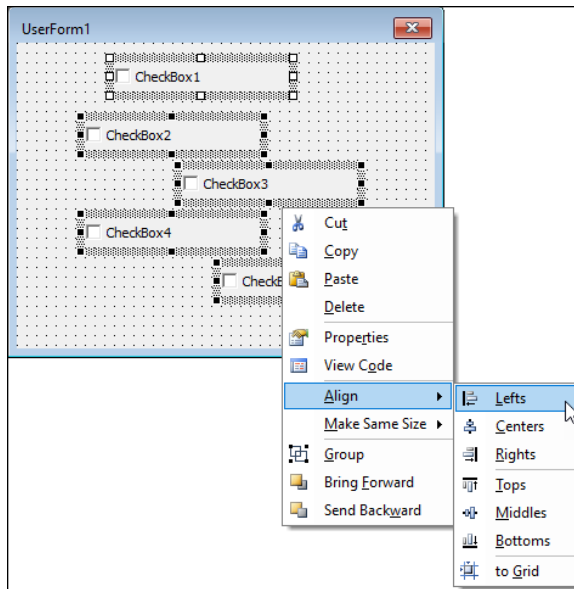 UserForm1
CheckBox1
CheckBox2
CheckBox3
CheckBox4
Check
Cut
Copy
Paste
Delete
Properties
View Code
Align
Make Same Size
Group
Bring Forward
Send Backward
Lefts
Centers
Rights
Tops
Middles
Bottoms
to Grid